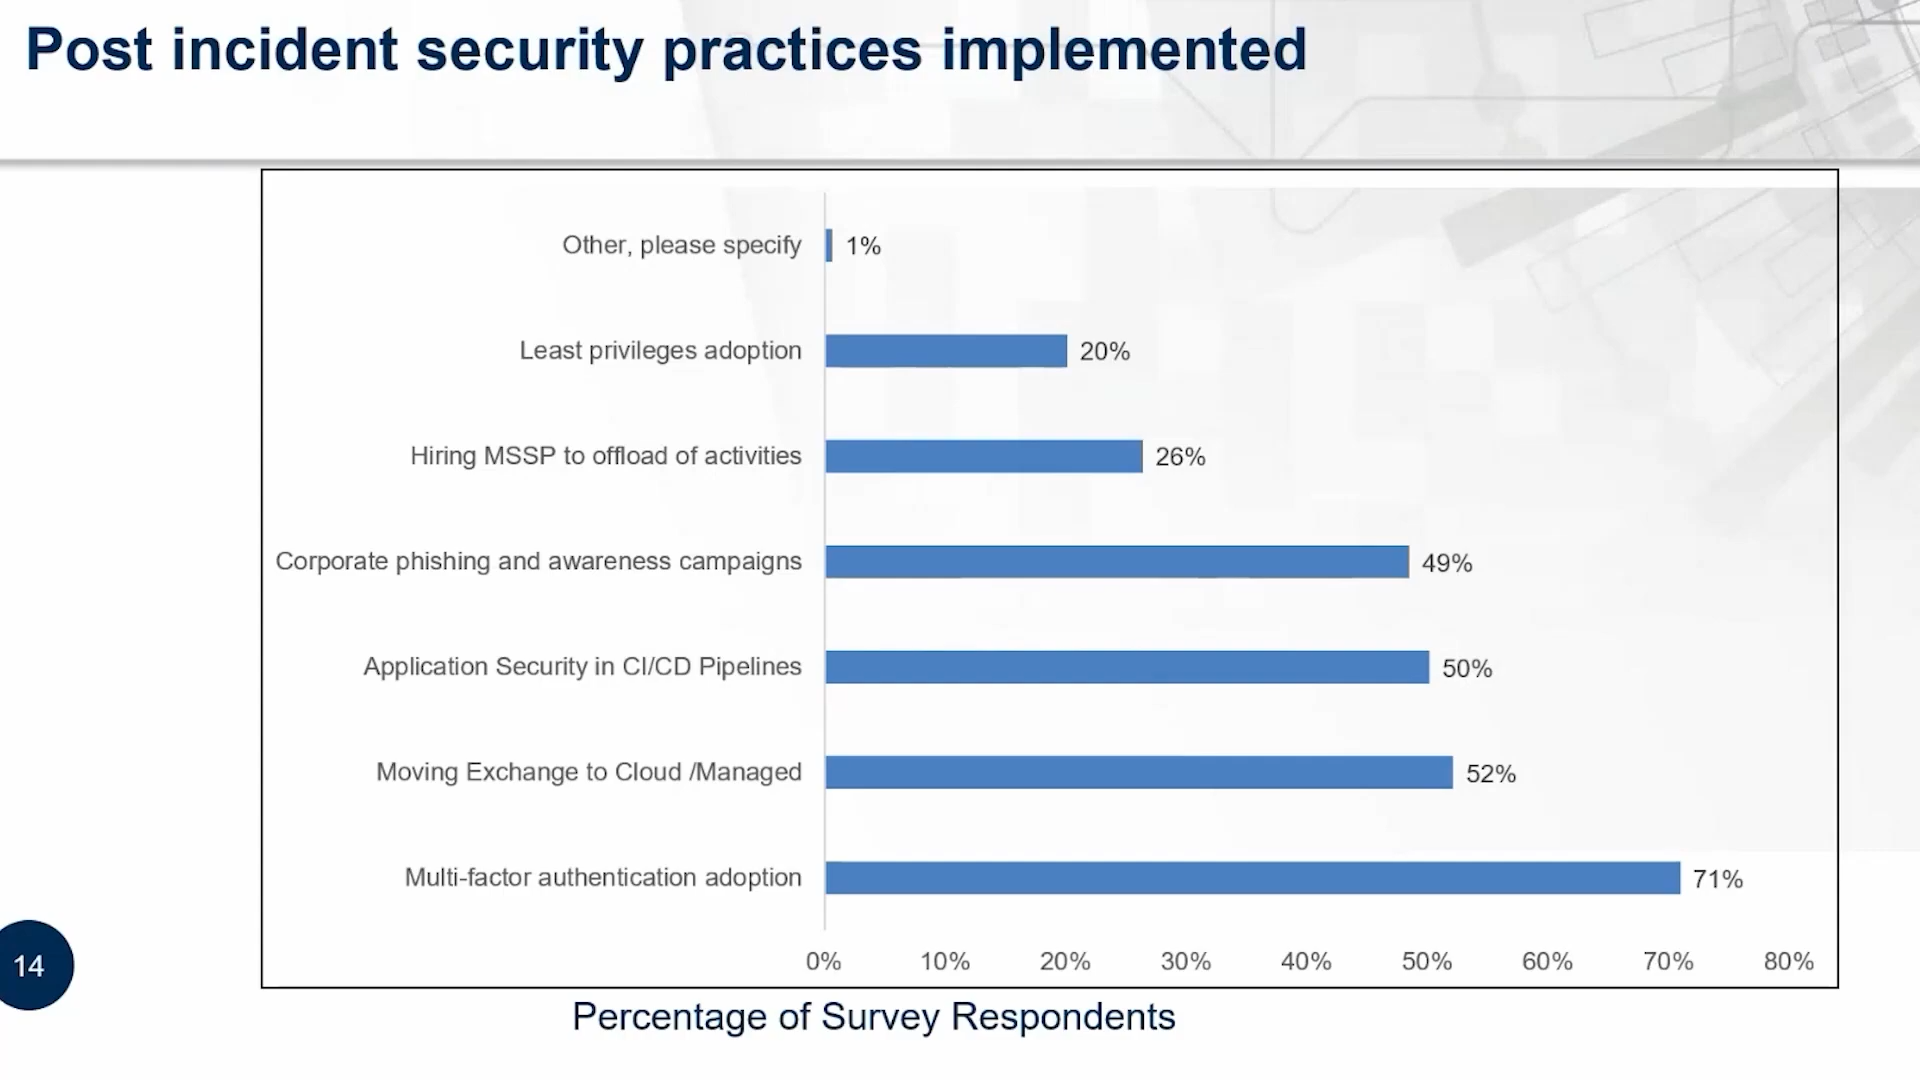 Post incident security practices implemented
Other, please specify 1%
Least privileges adoption 20%
Hiring MSSP to offload of activities 26%
Corporate phishing and awareness campaigns 49%
Application Security in CI/CD Pipelines 50%
Moving Exchange to Cloud /Managed 52%
Multi-factor authentication adoption 71%
0% 10% 20% 30% 40% 50% 60% 70% 80%
14
Percentage of Survey Respondents